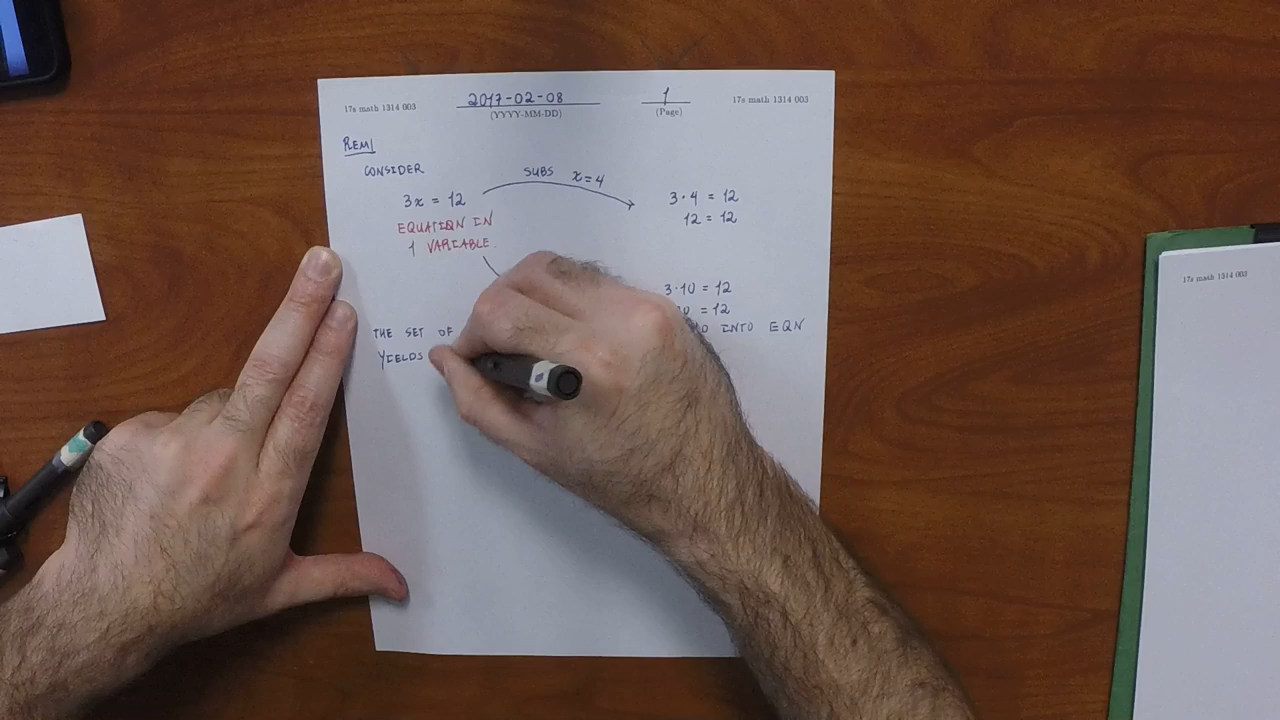 17s math 1314 003 2017-02-08 1 17s math 1314 003
(YYYY-MM-DD) (Page)
REM|
CONSIDER
SUBS x=4
3x = 12
3·4 = 12
EQUATION IN
12 = 12
1 VARIABLE.
3·10 = 12
= 12
THE SET OF INTO EQN
YIELDS
17s math 1314 003